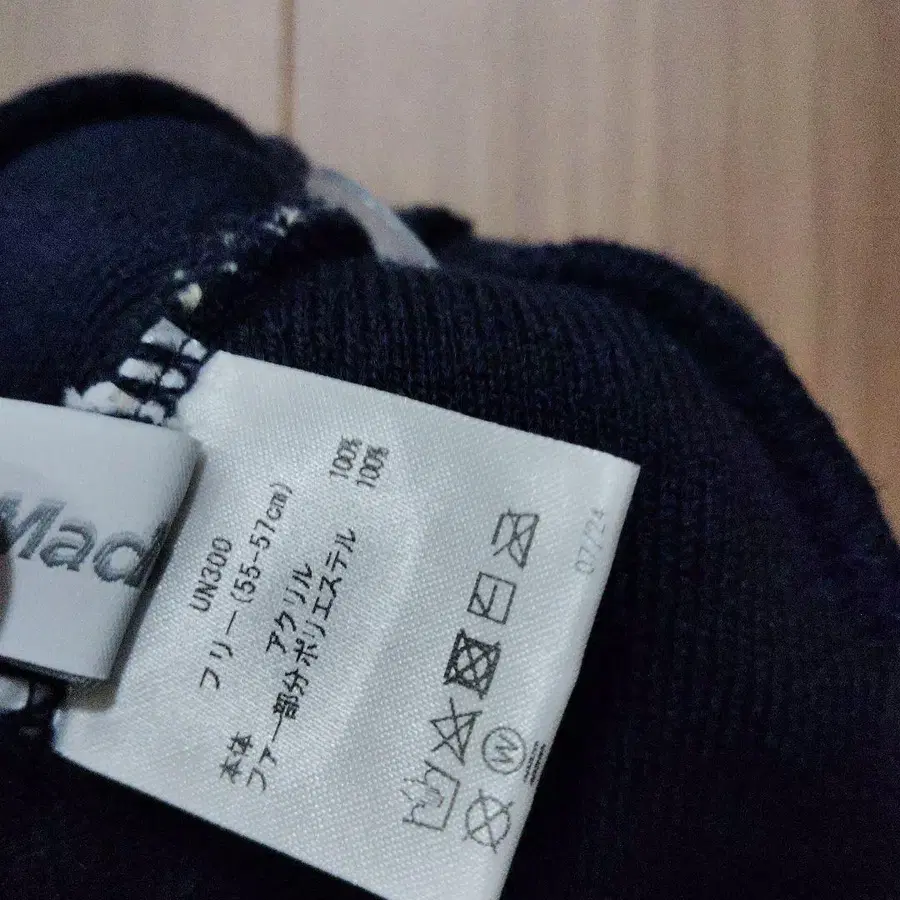 Mad
UN300
フリー(55-57cm)
本体 アクリル 100%
ファー部分ポリエステル 100%
W
07/24